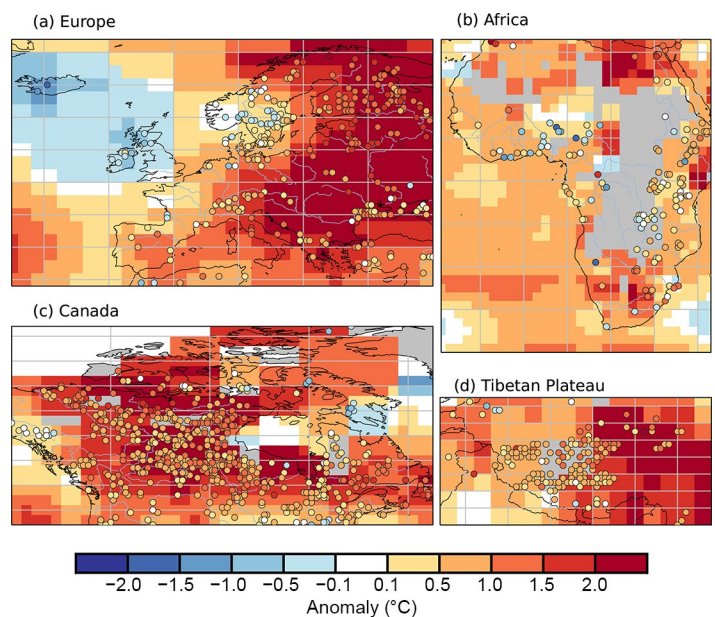 (a) Europe
(b) Africa
(c) Canada
(d) Tibetan Plateau
−2.0 −1.5 −1.0 −0.5 −0.1 0.1 0.5 1.0 1.5 2.0
Anomaly (°C)